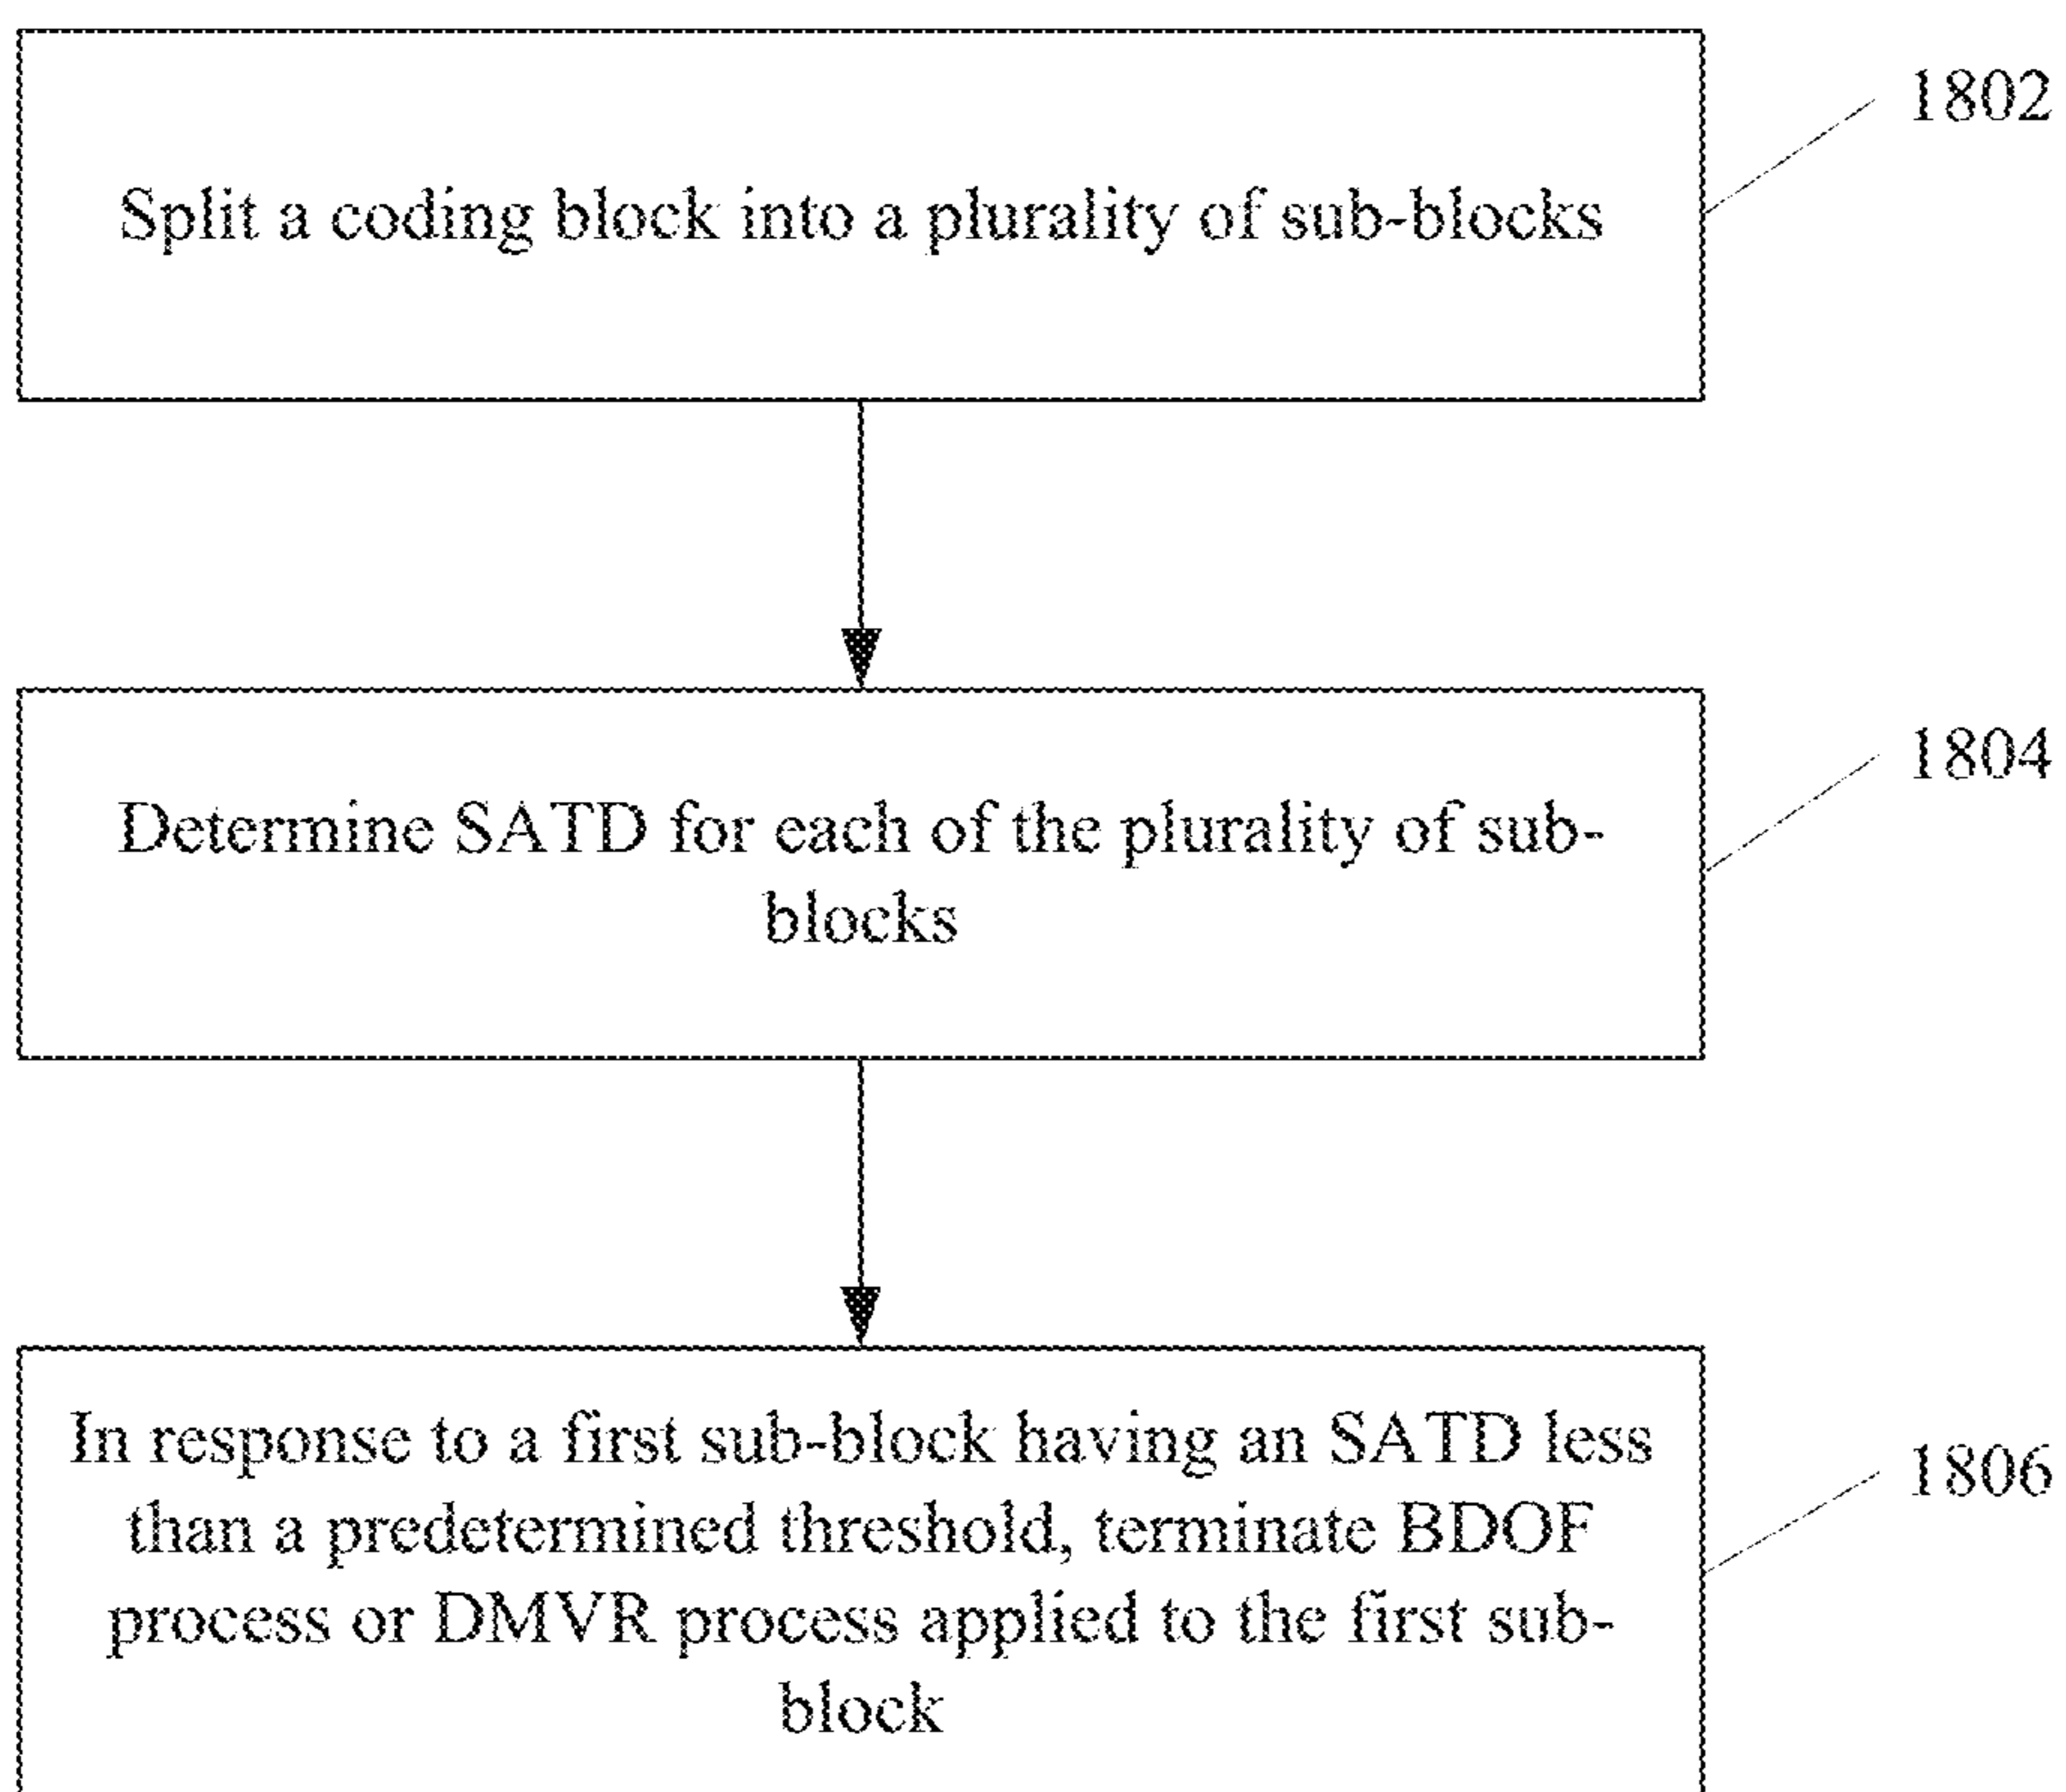 1802
Split a coding block into a plurality of sub-blocks
1804
Determine SATD for each of the plurality of sub-
blocks
In response to a first sub-block having an SATD less
1806
than a predetermined threshold, terminate BDOF
process or DMVR process applied to the first sub-
block